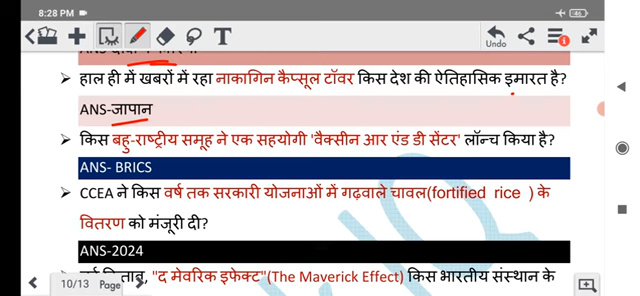 8:28 PM
46
T
Undo
➢ हाल ही में खबरों में रहा नाकागिन कैप्सूल टॉवर किस देश की ऐतिहासिक इमारत है?
ANS-जापान
➢ किस बहु-राष्ट्रीय समूह ने एक सहयोगी 'वैक्सीन आर एंड डी सेंटर' लॉन्च किया है?
ANS- BRICS
➢ CCEA ने किस वर्ष तक सरकारी योजनाओं में गढ़वाले चावल(fortified rice) के
वितरण को मंजूरी दी?
ANS-2024
"द मेवरिक इफेक्ट"(The Maverick Effect) किस भारतीय संस्थान के
10/13 Page